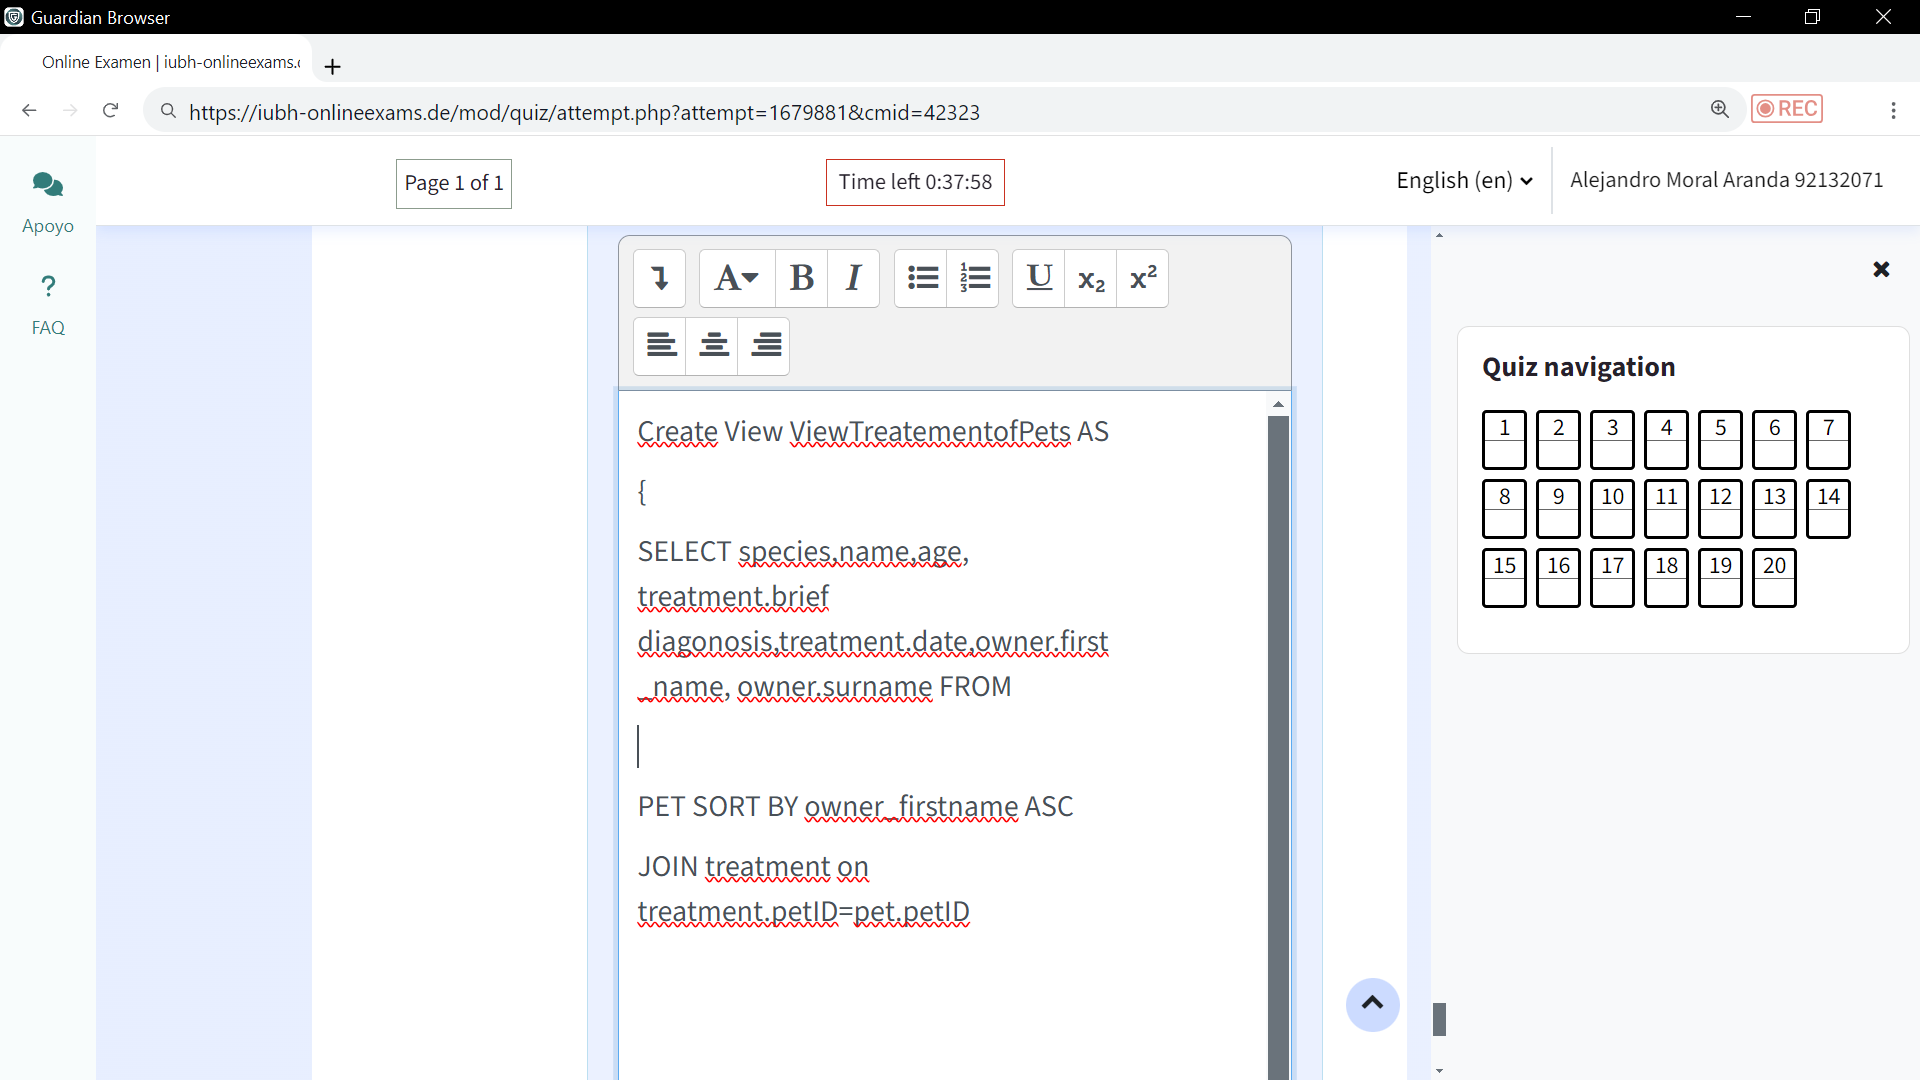 Guardian Browser
Online Examen | iubh-onlineexams.
https://iubh-onlineexams.de/mod/quiz/attempt.php?attempt=1679881&cmid=42323
REC
Page 1 of 1
Time left 0:37:58
English (en)
Alejandro Moral Aranda 92132071
Apoyo
?
FAQ
A B I U x₂ x²
Create View ViewTreatementofPets AS
{
SELECT species,name,age,
treatment.brief
diagonosis,treatment.date,owner.first
_name, owner.surname FROM
PET SORT BY owner_firstname ASC
JOIN treatment on
treatment.petID=pet.petID
Quiz navigation
1 2 3 4 5 6 7
8 9 10 11 12 13 14
15 16 17 18 19 20